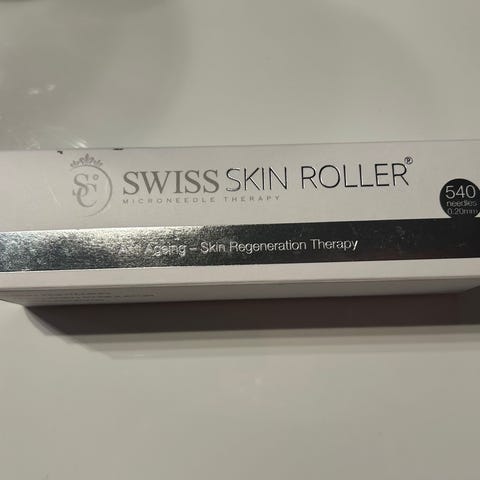 SC
SWISS SKIN ROLLER®
MICRONEEDLE THERAPY
540
needles
0.20mm
Ageing – Skin Regeneration Therapy